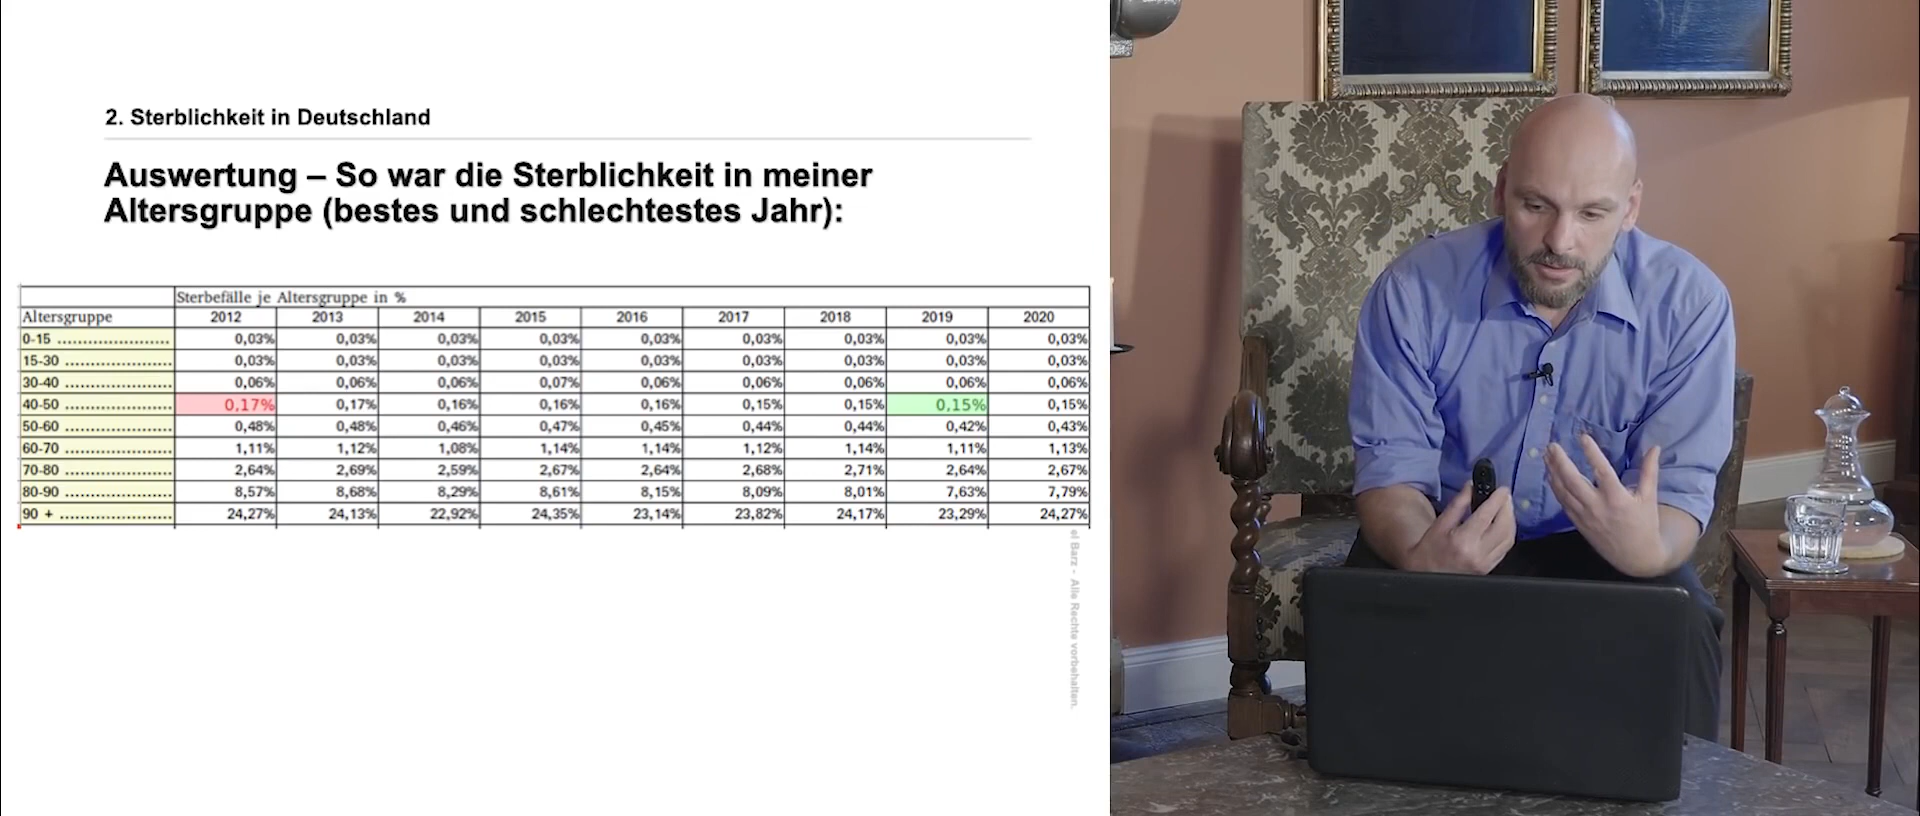 2. Sterblichkeit in Deutschland
Auswertung – So war die Sterblichkeit in meiner
Altersgruppe (bestes und schlechtestes Jahr):
Sterbefälle je Altersgruppe in %
Altersgruppe 2012 2013 2014 2015 2016 2017 2018 2019 2020
0-15 ........................ 0,03% 0,03% 0,03% 0,03% 0,03% 0,03% 0,03% 0,03% 0,03%
15-30 ....................... 0,03% 0,03% 0,03% 0,03% 0,03% 0,03% 0,03% 0,03% 0,03%
30-40 ....................... 0,06% 0,06% 0,06% 0,07% 0,06% 0,06% 0,06% 0,06% 0,06%
40-50 ....................... 0,17% 0,17% 0,16% 0,16% 0,16% 0,15% 0,15% 0,15% 0,15%
50-60 ....................... 0,48% 0,48% 0,46% 0,47% 0,45% 0,44% 0,44% 0,42% 0,43%
60-70 ....................... 1,11% 1,12% 1,08% 1,14% 1,14% 1,12% 1,14% 1,11% 1,13%
70-80 ....................... 2,64% 2,69% 2,59% 2,67% 2,64% 2,68% 2,71% 2,64% 2,67%
80-90 ....................... 8,57% 8,68% 8,29% 8,61% 8,15% 8,09% 8,01% 7,63% 7,79%
90 + ........................ 24,27% 24,13% 22,92% 24,35% 23,14% 23,82% 24,17% 23,29% 24,27%
el Barz - Alle Rechte vorbehalten.